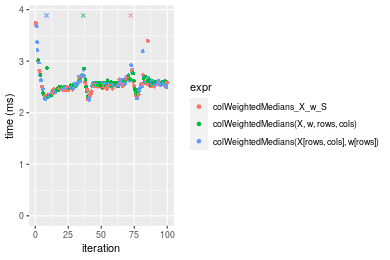 4
3
2
1
0
time (ms)
0
25
50
75
100
iteration
expr
colWeightedMedians_X_w_S
colWeightedMedians(X, w, rows, cols)
colWeightedMedians(X[rows, cols], w[rows])